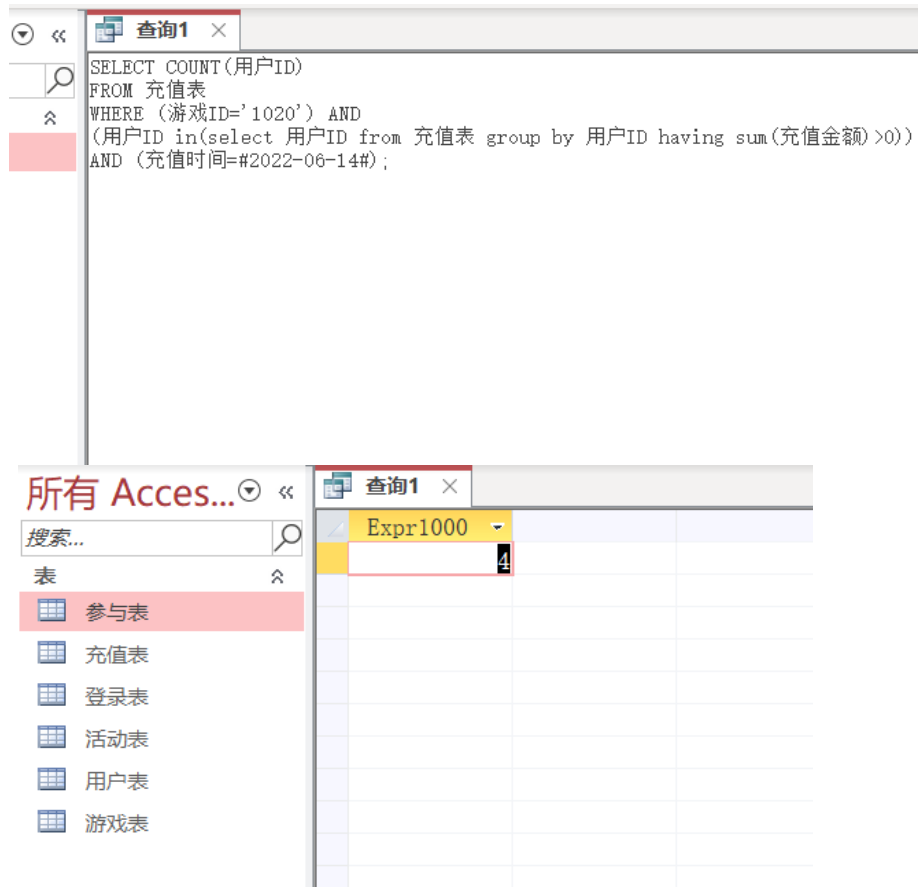 查询1
SELECT COUNT(用户ID)
FROM 充值表
WHERE (游戏ID='1020') AND
(用户ID in(select 用户ID from 充值表 group by 用户ID having sum(充值金额)>0))
AND (充值时间=#2022-06-14#);
所有 Acces...
搜索...
表
参与表
充值表
登录表
活动表
用户表
游戏表
查询1
Expr1000
4